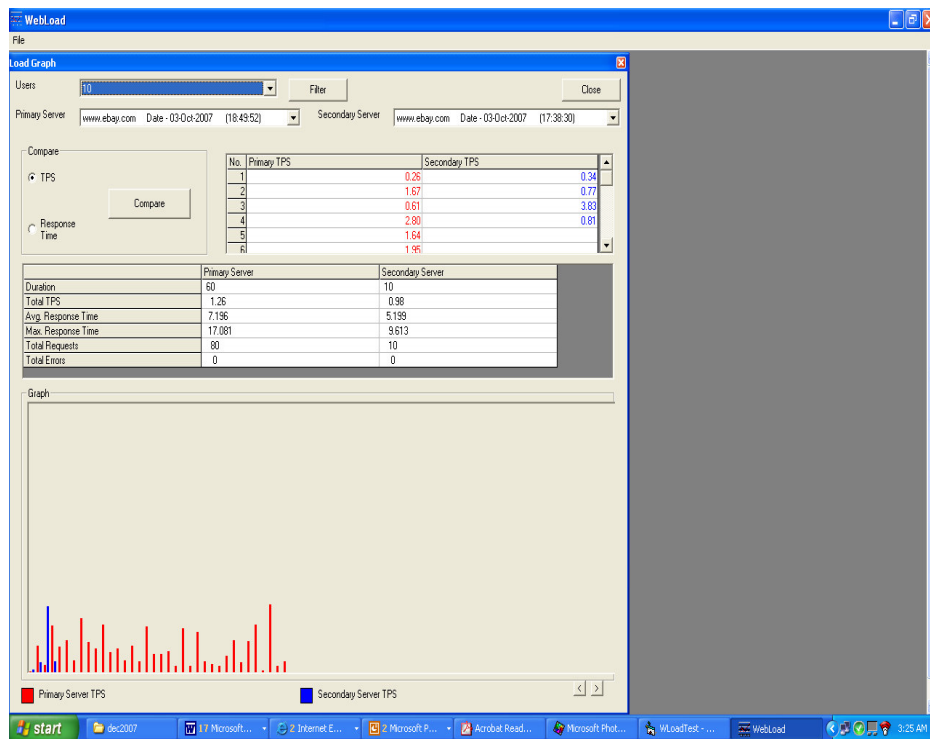 WebLoad
File
Load Graph
Users 10 Filter Close
Primary Server www.ebay.com Date - 03-Oct-2007 (18:49:52) Secondary Server www.ebay.com Date - 03-Oct-2007 (17:38:30)
Compare
TPS
Compare
Response
Time
No. Primary TPS Secondary TPS
1 0.26 0.34
2 1.67 0.77
3 0.61 3.83
4 2.80 0.81
5 1.64
6 1.95
Primary Server Secondary Server
Duration 60 10
Total TPS 1.26 0.98
Avg. Response Time 7.196 5.199
Max. Response Time 17.081 9.613
Total Requests 80 10
Total Errors 0 0
Graph
Primary Server TPS Secondary Server TPS
start dec2007 17 Microsoft... 2 Internet E... 2 Microsoft P... Acrobat Read... Microsoft Phot... WLoadTest - ... WebLoad 3:25 AM